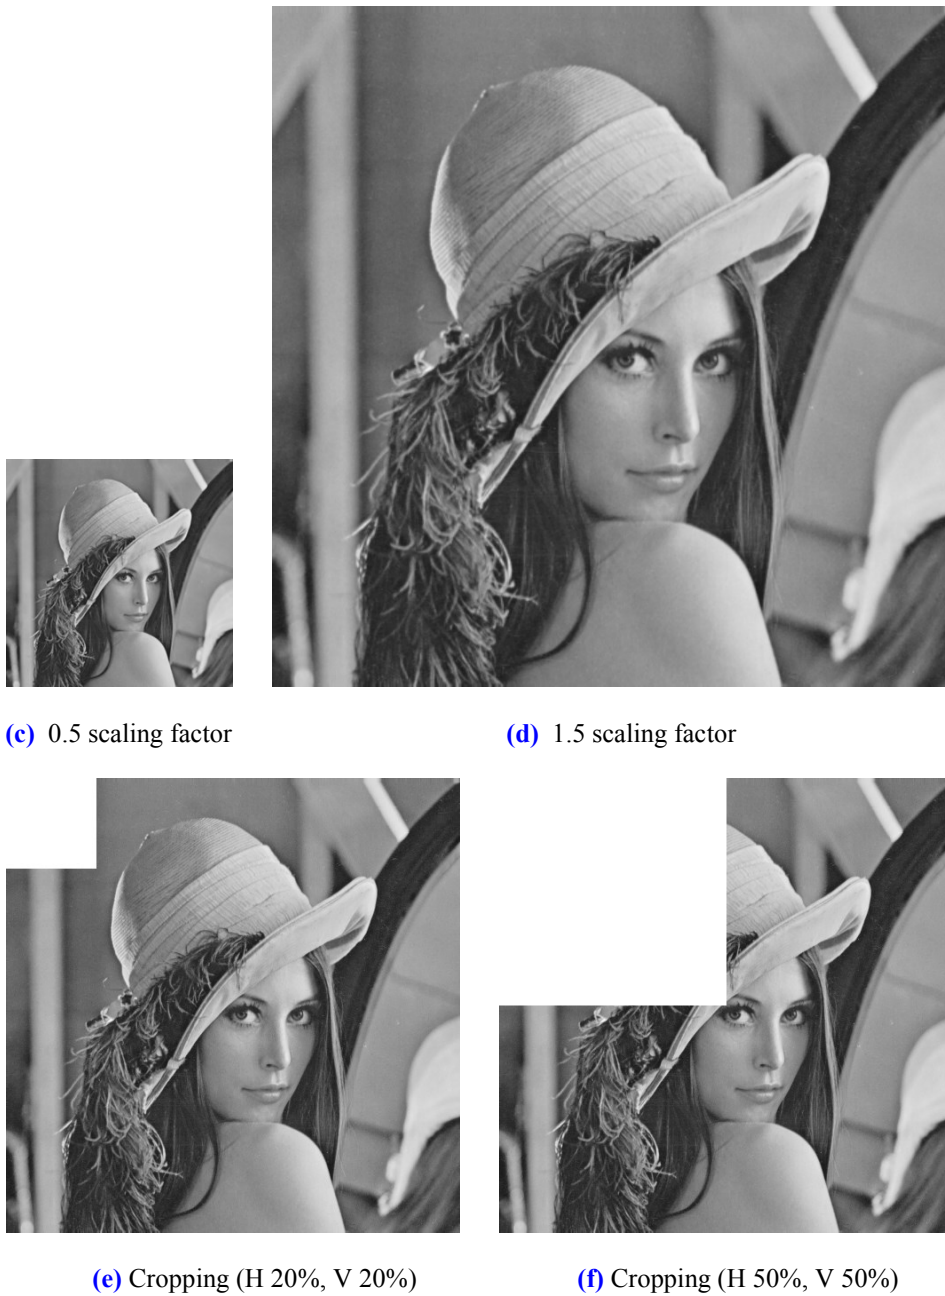 (c) 0.5 scaling factor
(d) 1.5 scaling factor
(e) Cropping (H 20%, V 20%)
(f) Cropping (H 50%, V 50%)